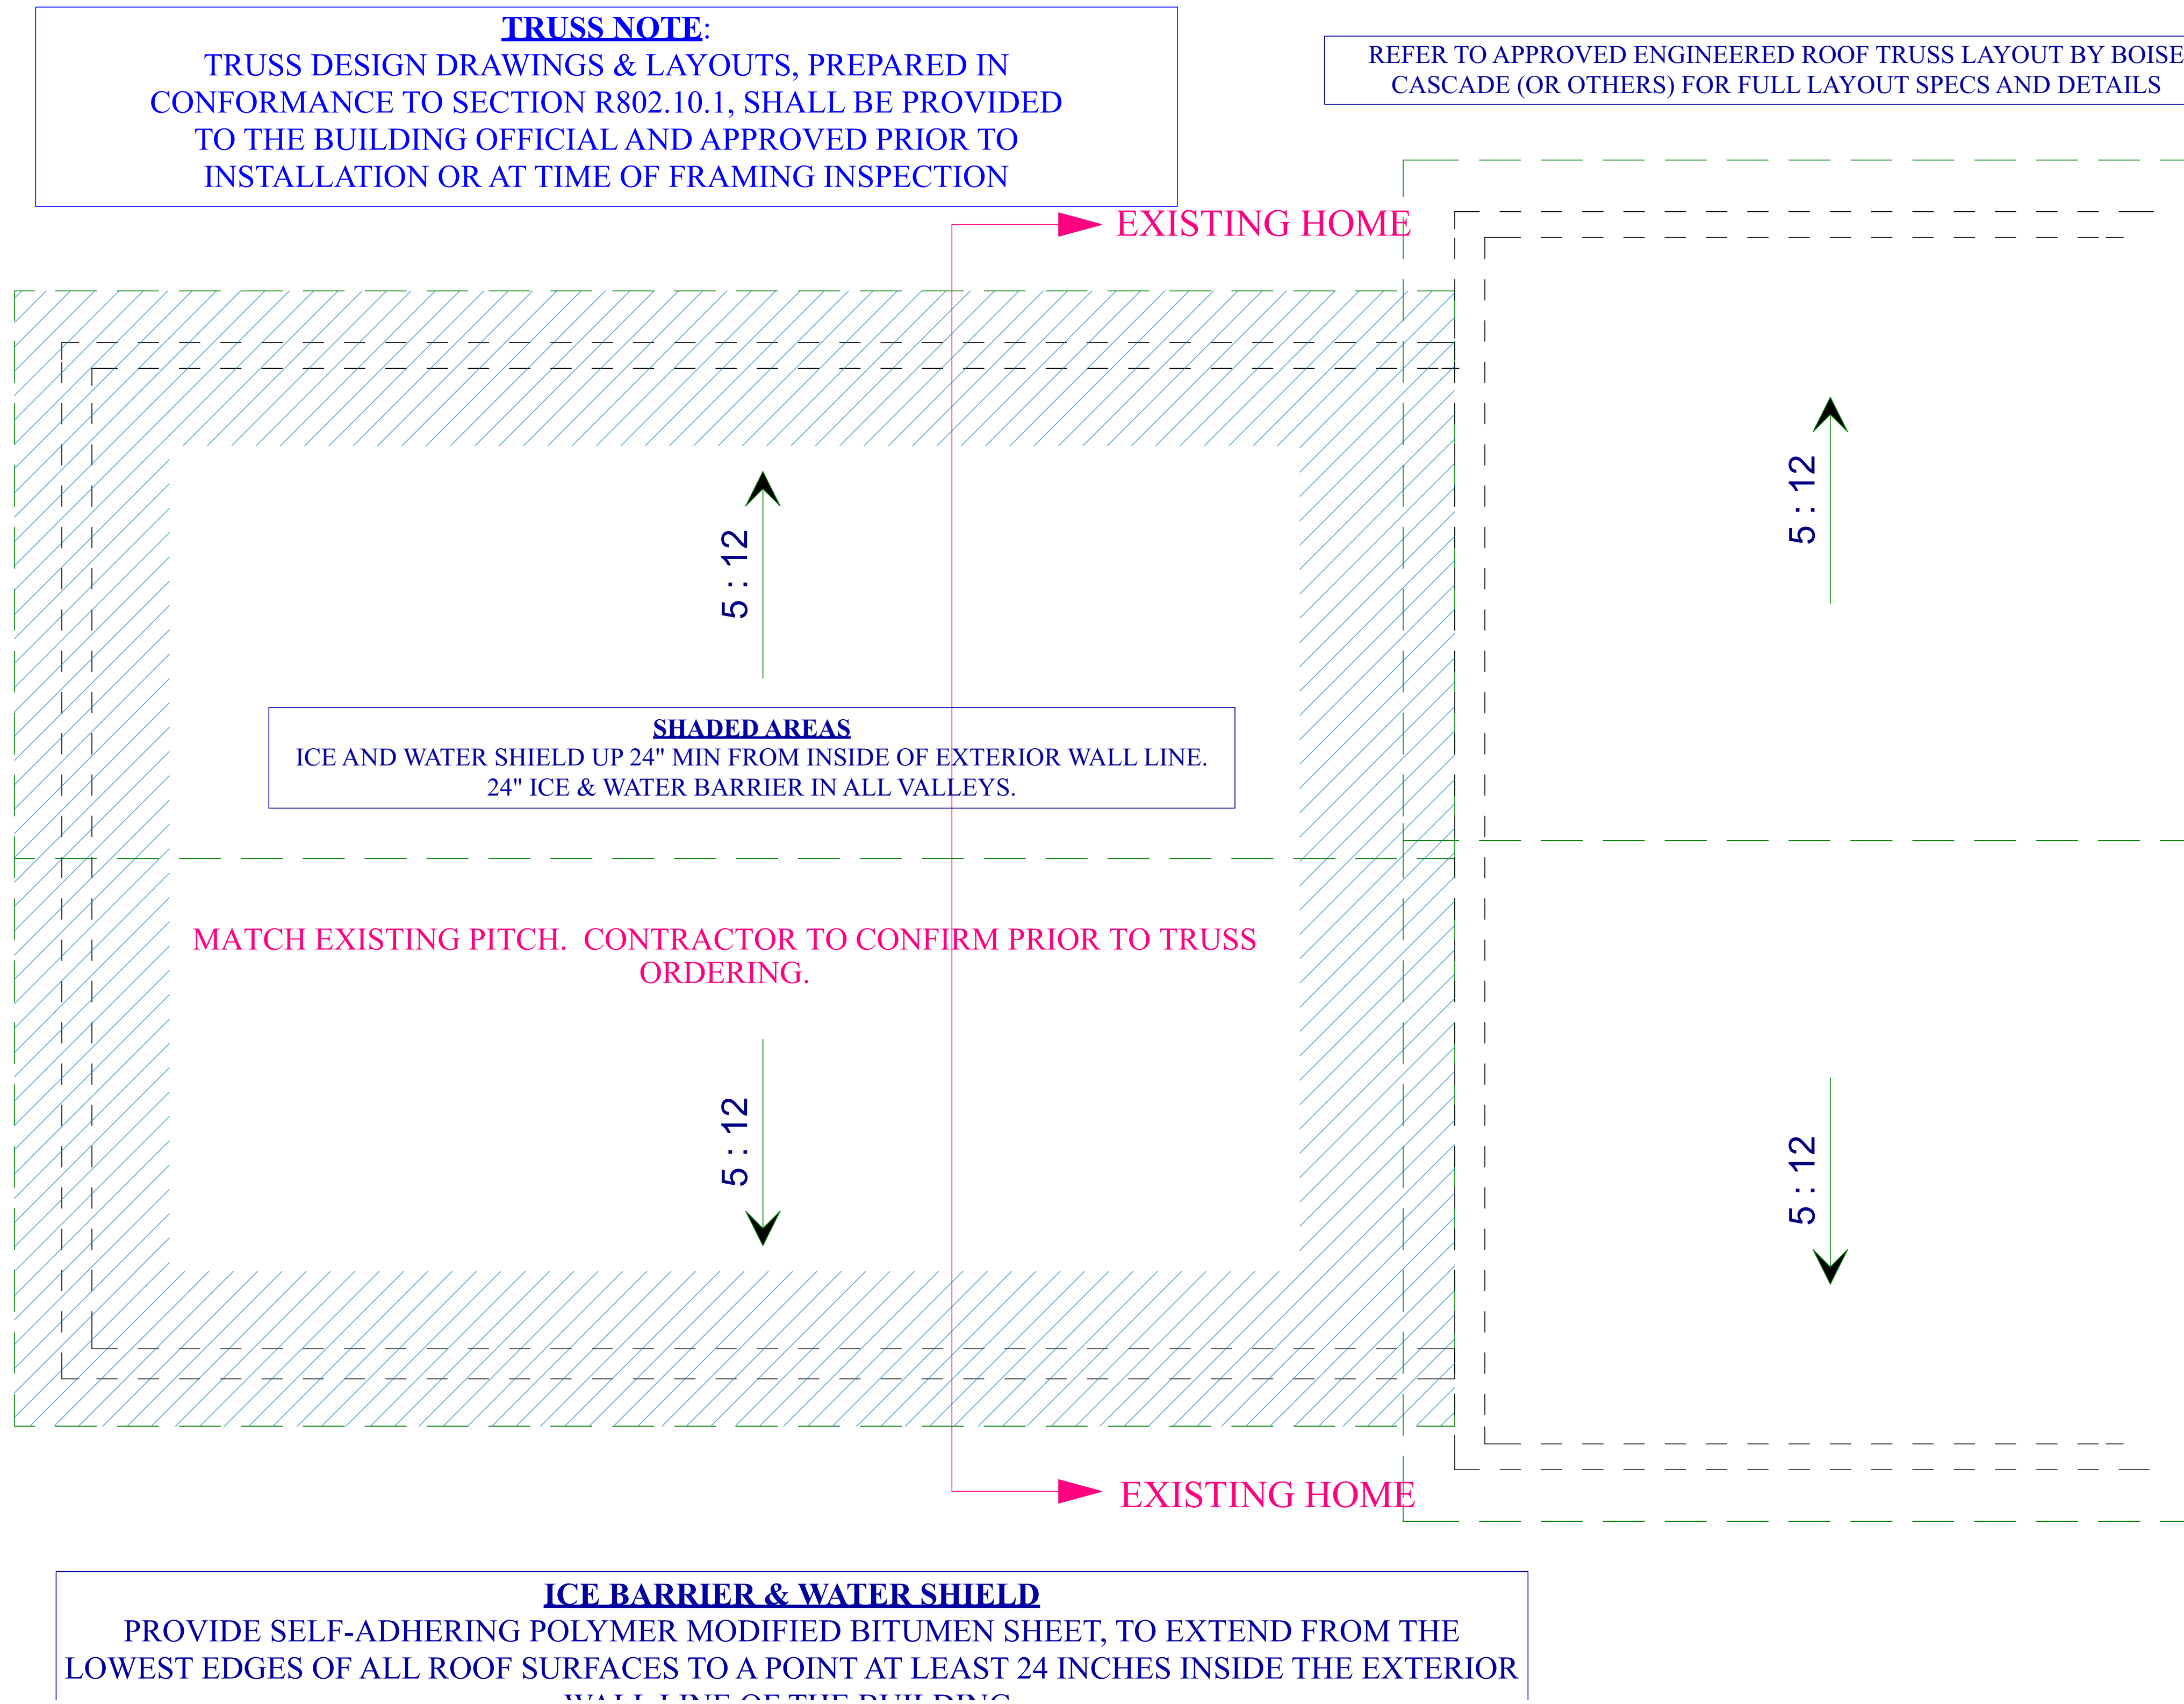 TRUSS NOTE:
TRUSS DESIGN DRAWINGS & LAYOUTS, PREPARED IN
CONFORMANCE TO SECTION R802.10.1, SHALL BE PROVIDED
TO THE BUILDING OFFICIAL AND APPROVED PRIOR TO
INSTALLATION OR AT TIME OF FRAMING INSPECTION
REFER TO APPROVED ENGINEERED ROOF TRUSS LAYOUT BY BOISE
CASCADE (OR OTHERS) FOR FULL LAYOUT SPECS AND DETAILS
EXISTING HOME
5 : 12
5 : 12
SHADED AREAS
ICE AND WATER SHIELD UP 24" MIN FROM INSIDE OF EXTERIOR WALL LINE.
24" ICE & WATER BARRIER IN ALL VALLEYS.
MATCH EXISTING PITCH.  CONTRACTOR TO CONFIRM PRIOR TO TRUSS
ORDERING.
5 : 12
5 : 12
EXISTING HOME
ICE BARRIER & WATER SHIELD
PROVIDE SELF-ADHERING POLYMER MODIFIED BITUMEN SHEET, TO EXTEND FROM THE
LOWEST EDGES OF ALL ROOF SURFACES TO A POINT AT LEAST 24 INCHES INSIDE THE EXTERIOR
WALL LINE OF THE BUILDING